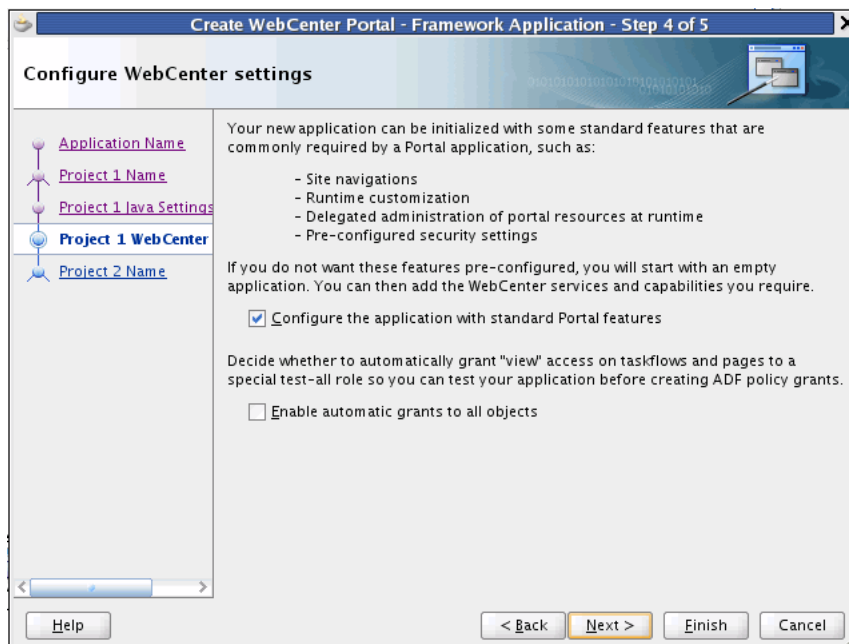 Create WebCenter Portal - Framework Application - Step 4 of 5
Configure WebCenter settings
Application Name
Project 1 Name
Project 1 Java Settings
Project 1 WebCenter
Project 2 Name
Your new application can be initialized with some standard features that are
commonly required by a Portal application, such as:
- Site navigations
- Runtime customization
- Delegated administration of portal resources at runtime
- Pre-configured security settings
If you do not want these features pre-configured, you will start with an empty
application. You can then add the WebCenter services and capabilities you require.
Configure the application with standard Portal features
Decide whether to automatically grant "view" access on taskflows and pages to a
special test-all role so you can test your application before creating ADF policy grants.
Enable automatic grants to all objects
Help
< Back
Next >
Finish
Cancel